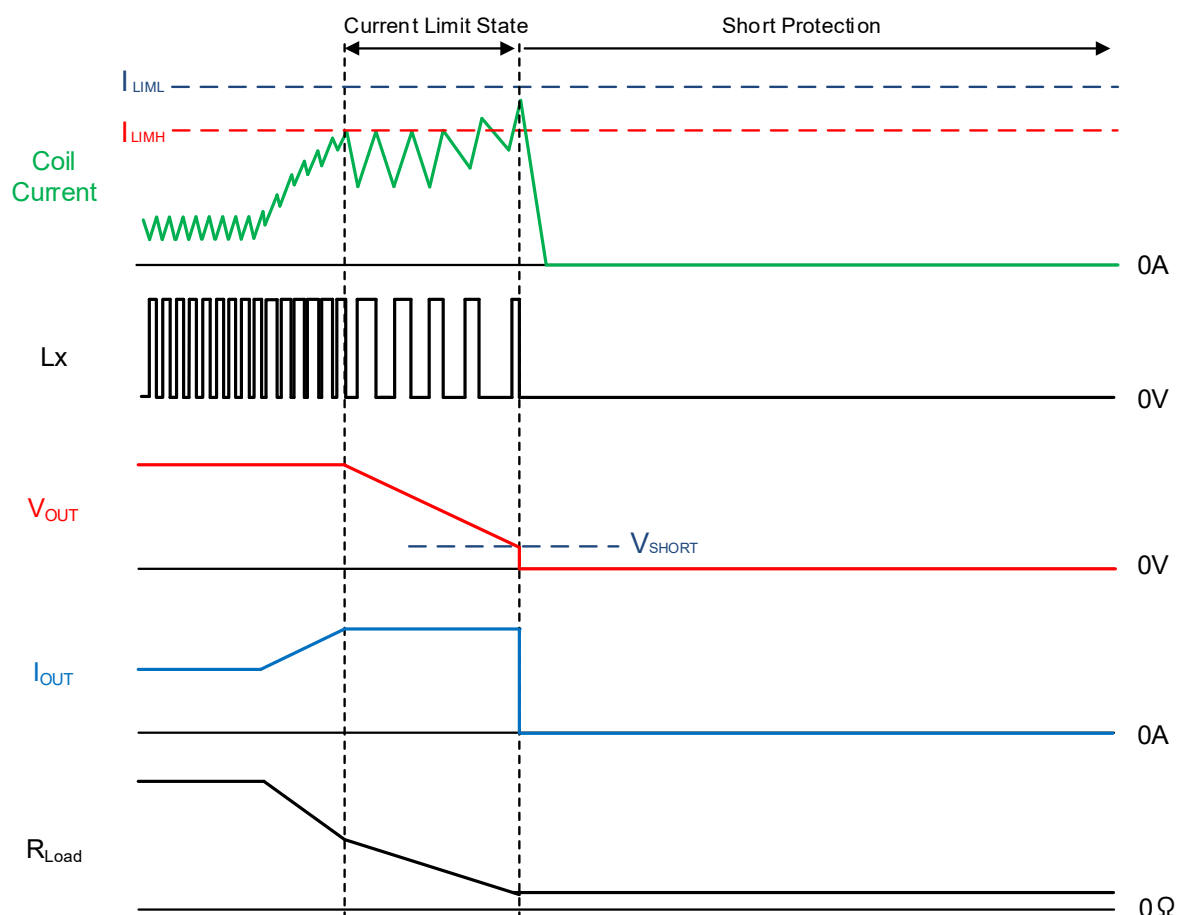 Current Limit State
Short Protection
ILIML
ILIMH
Coil
Current
0A
Lx
0V
VOUT
VSHORT
0V
IOUT
0A
RLoad
0Ω